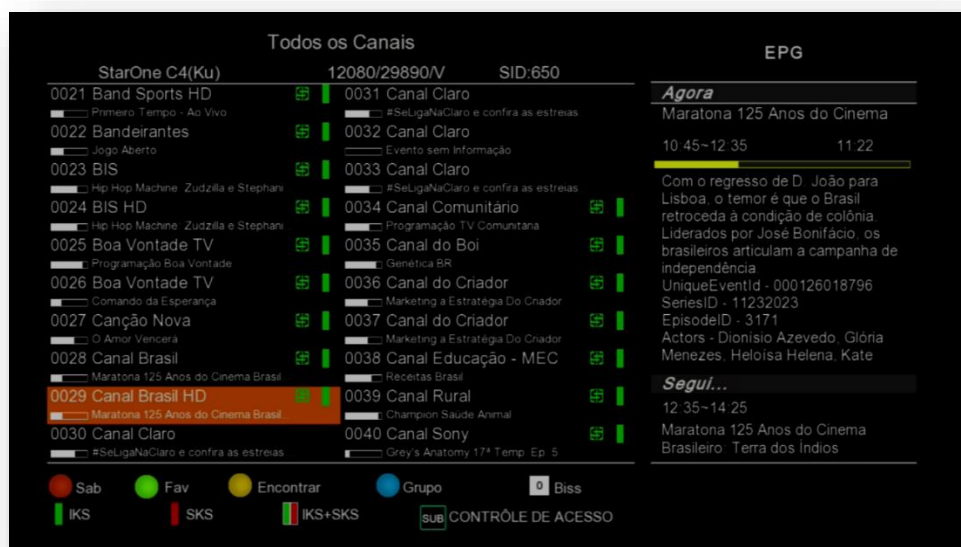 Todos os Canais
StarOne C4(Ku) 12080/29890/V SID:650
0021 Band Sports HD
Primeiro Tempo - Ao Vivo
0022 Bandeirantes
Jogo Aberto
0023 BIS
Hip Hop Machine: Zudzilla e Stephani
0024 BIS HD
Hip Hop Machine: Zudzilla e Stephani
0025 Boa Vontade TV
Programação Boa Vontade
0026 Boa Vontade TV
Comando da Esperança
0027 Canção Nova
O Amor Vencerá
0028 Canal Brasil
Maratona 125 Anos do Cinema Brasil
0029 Canal Brasil HD
Maratona 125 Anos do Cinema Brasil...
0030 Canal Claro
#SeLigaNaClaro e confira as estreias
0031 Canal Claro
#SeLigaNaClaro e confira as estreias
0032 Canal Claro
Evento sem Informação
0033 Canal Claro
#SeLigaNaClaro e confira as estreias
0034 Canal Comunitário
Programação TV Comunitária
0035 Canal do Boi
Genética BR
0036 Canal do Criador
Marketing a Estratégia Do Criador
0037 Canal do Criador
Marketing a Estratégia Do Criador
0038 Canal Educação - MEC
Receitas Brasil
0039 Canal Rural
Champion Saúde Animal
0040 Canal Sony
Grey's Anatomy 17ª Temp. Ep. 5
EPG
Agora
Maratona 125 Anos do Cinema
10:45~12:35 11:22
Com o regresso de D. João para
Lisboa, o temor é que o Brasil
retroceda à condição de colônia.
Liderados por José Bonifácio, os
brasileiros articulam a campanha de
independência.
UniqueEventId - 000126018796
SeriesID - 11232023
EpisodeID - 3171
Actors - Dionísio Azevedo, Glória
Menezes, Heloísa Helena, Kate
Segui...
12:35~14:25
Maratona 125 Anos do Cinema
Brasileiro: Terra dos Índios
Sab Fav Encontrar Grupo 0 Biss
IKS SKS IKS+SKS SUB CONTRÔLE DE ACESSO